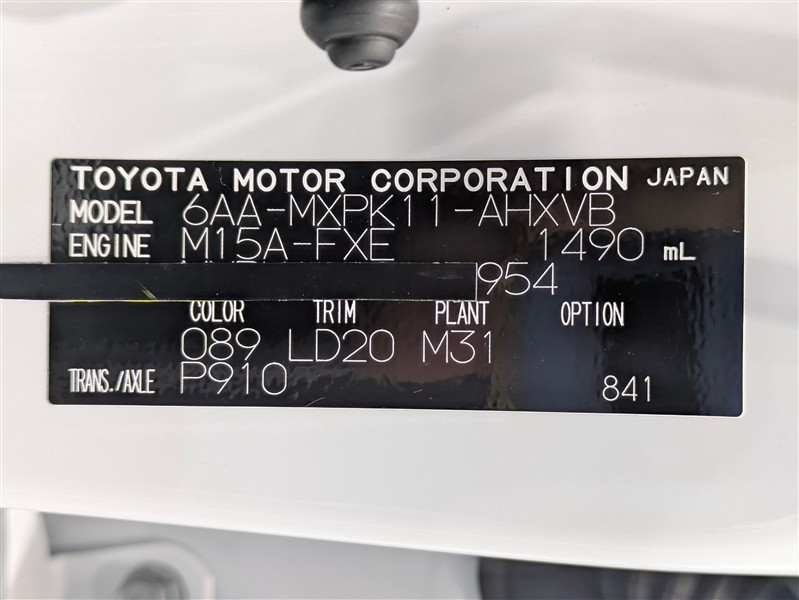 TOYOTA MOTOR CORPORATION JAPAN
MODEL 6AA-MXPK11-AHXVB
ENGINE M15A-FXE 1490 mL
954
COLOR TRIM PLANT OPTION
089 LD20 M31
TRANS./AXLE P910 841